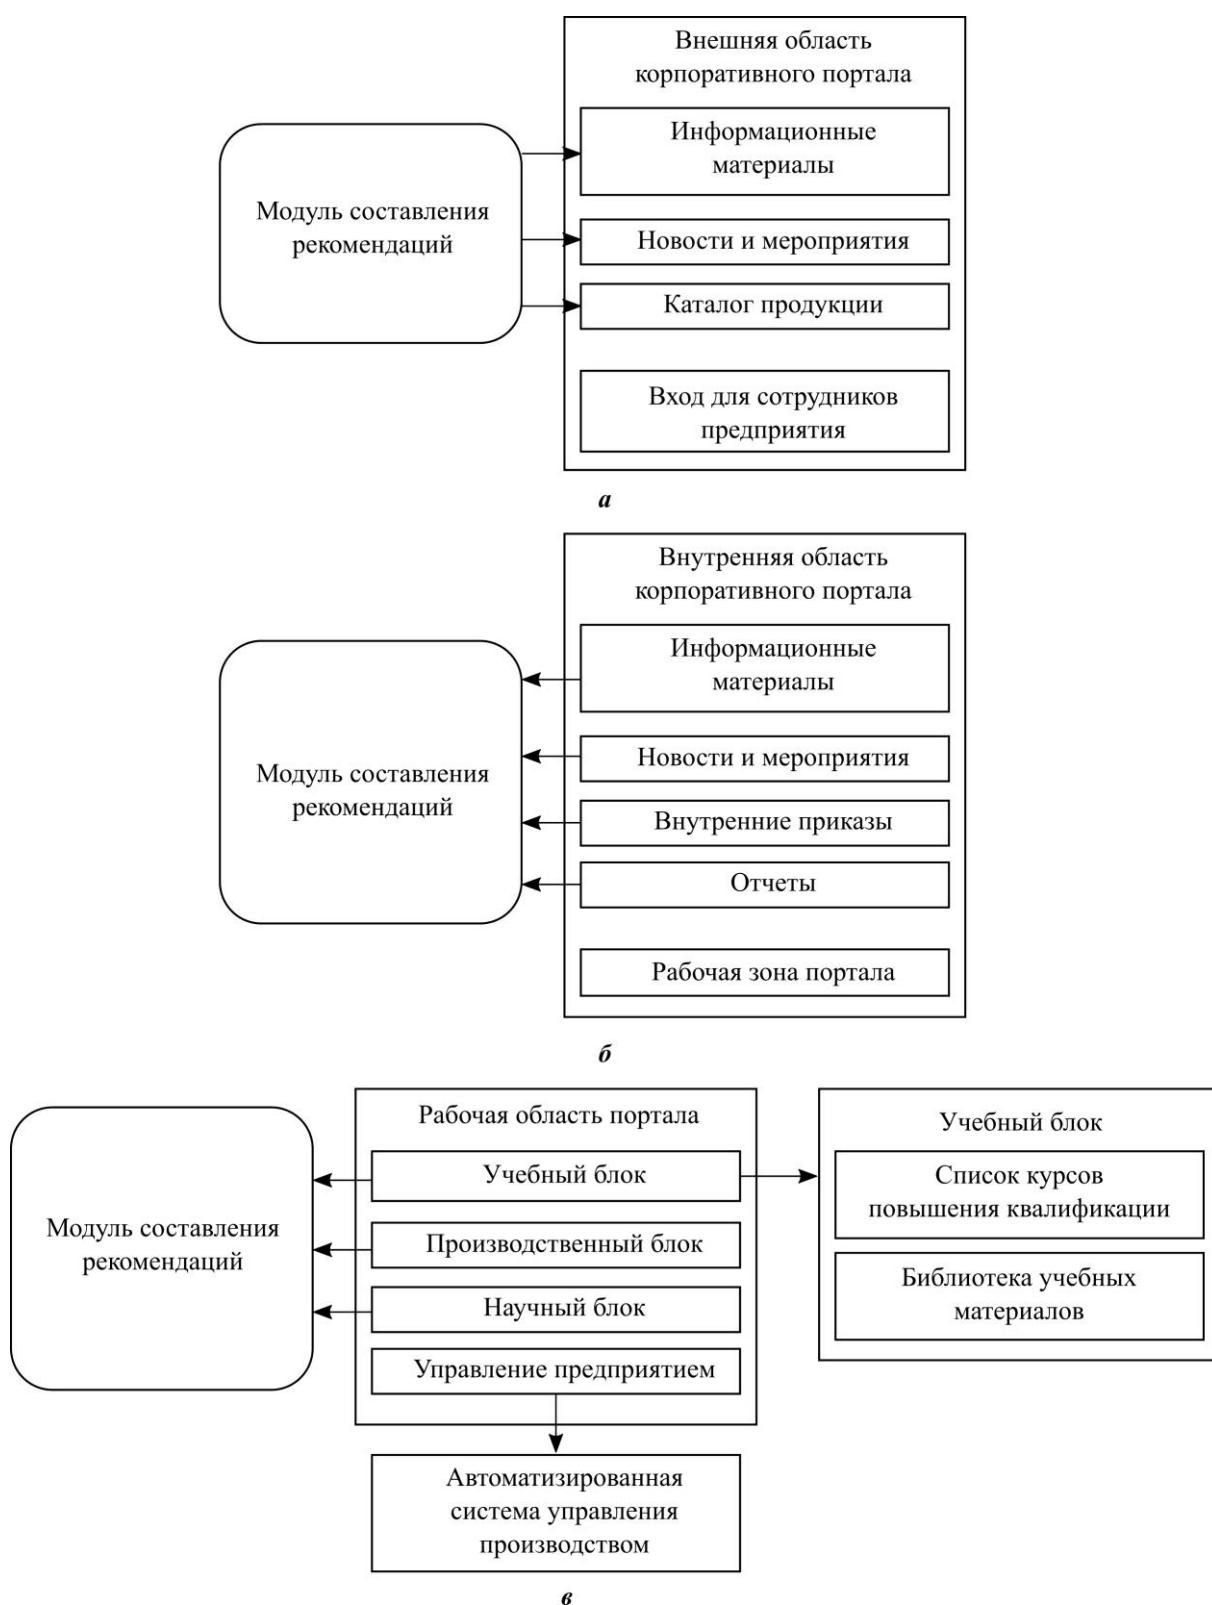 Внешняя область
корпоративного портала
Модуль составления
рекомендаций
Информационные
материалы
Новости и мероприятия
Каталог продукции
Вход для сотрудников
предприятия
а
Внутренняя область
корпоративного портала
Модуль составления
рекомендаций
Информационные
материалы
Новости и мероприятия
Внутренние приказы
Отчеты
Рабочая зона портала
б
Модуль составления
рекомендаций
Рабочая область портала
Учебный блок
Производственный блок
Научный блок
Управление предприятием
Автоматизированная
система управления
производством
Учебный блок
Список курсов
повышения квалификации
Библиотека учебных
материалов
в